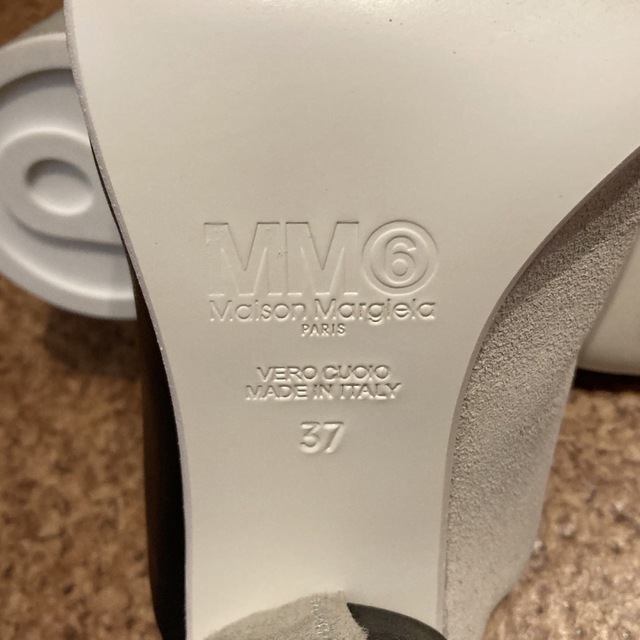 MM6
Maison Margiela
PARIS
VERO CUOIO
MADE IN ITALY
37